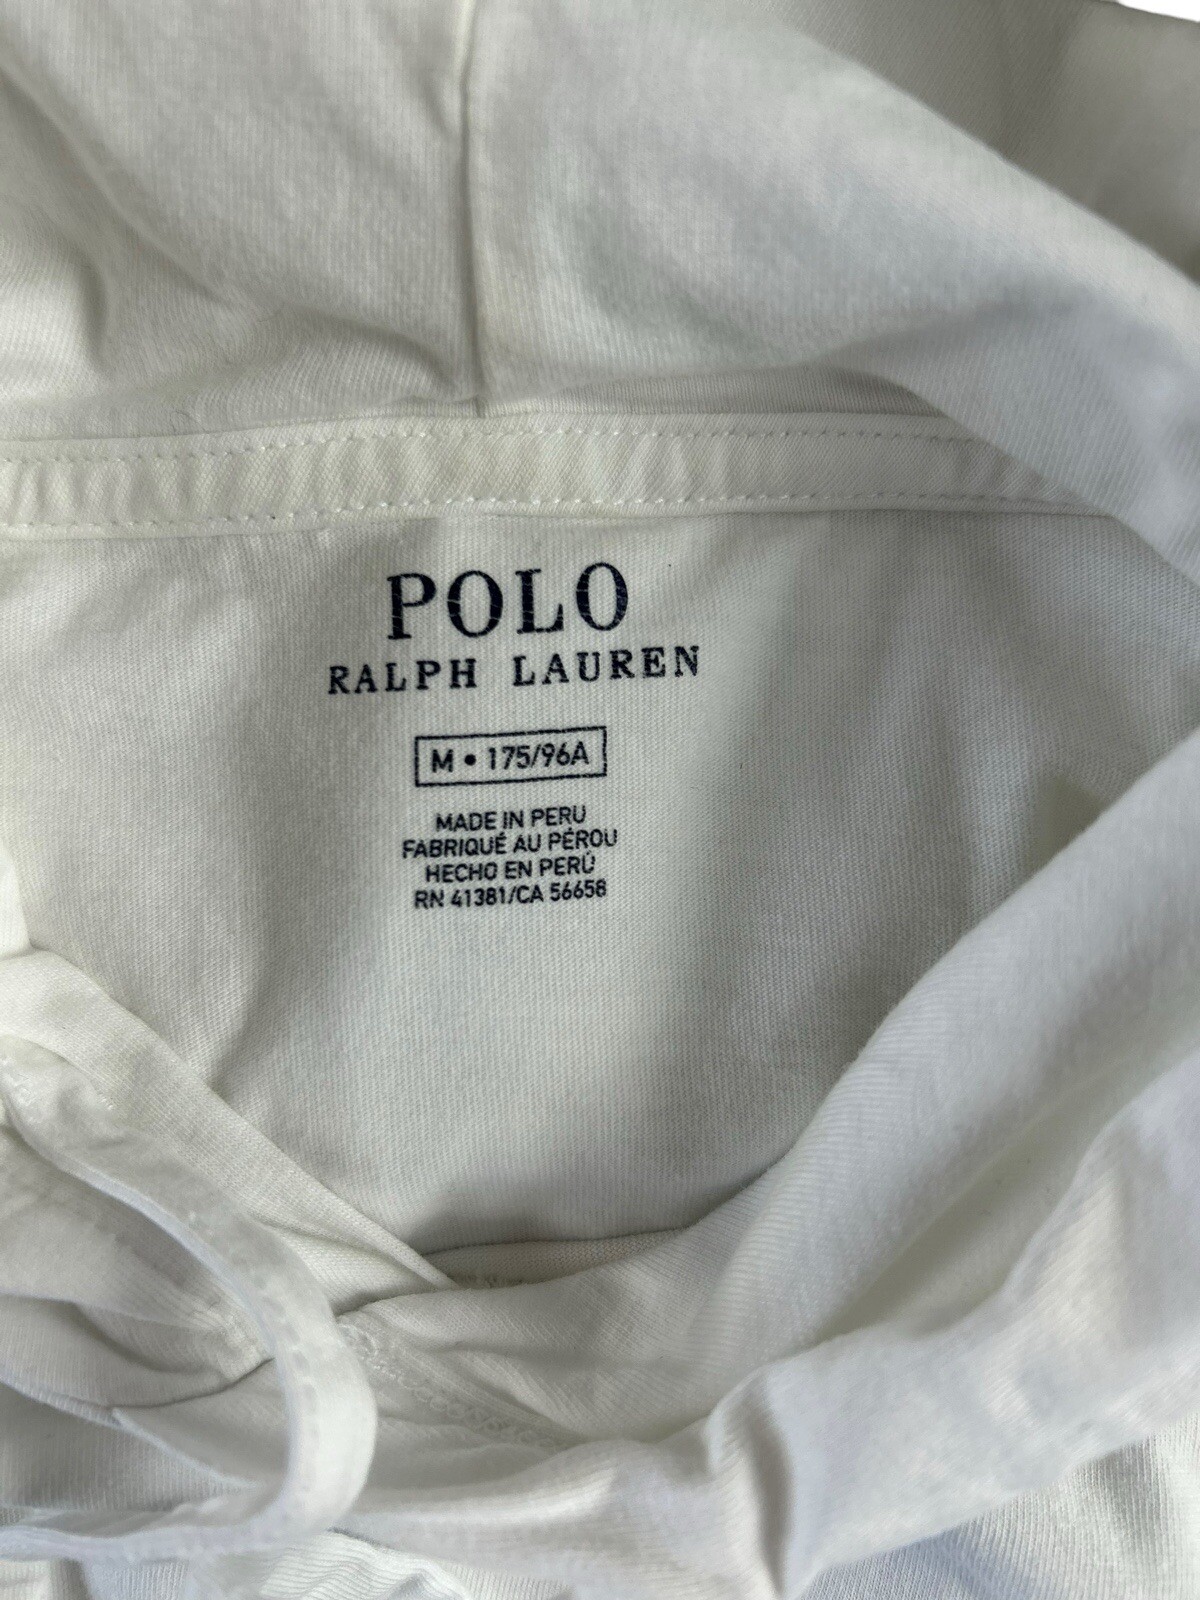 POLO
RALPH LAUREN
M • 175/96A
MADE IN PERU
FABRIQUÉ AU PÉROU
HECHO EN PERÚ
RN 41381/CA 56658